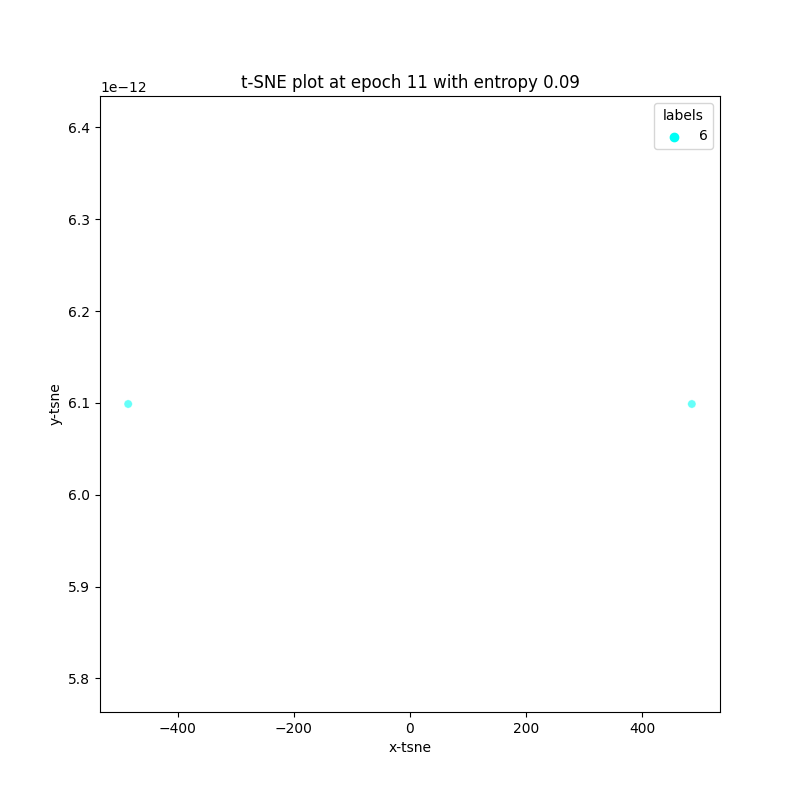 t-SNE plot at epoch 11 with entropy 0.09
1e−12
labels
6
6.4
6.3
6.2
6.1
6.0
5.9
5.8
y-tsne
−400 −200 0 200 400
x-tsne